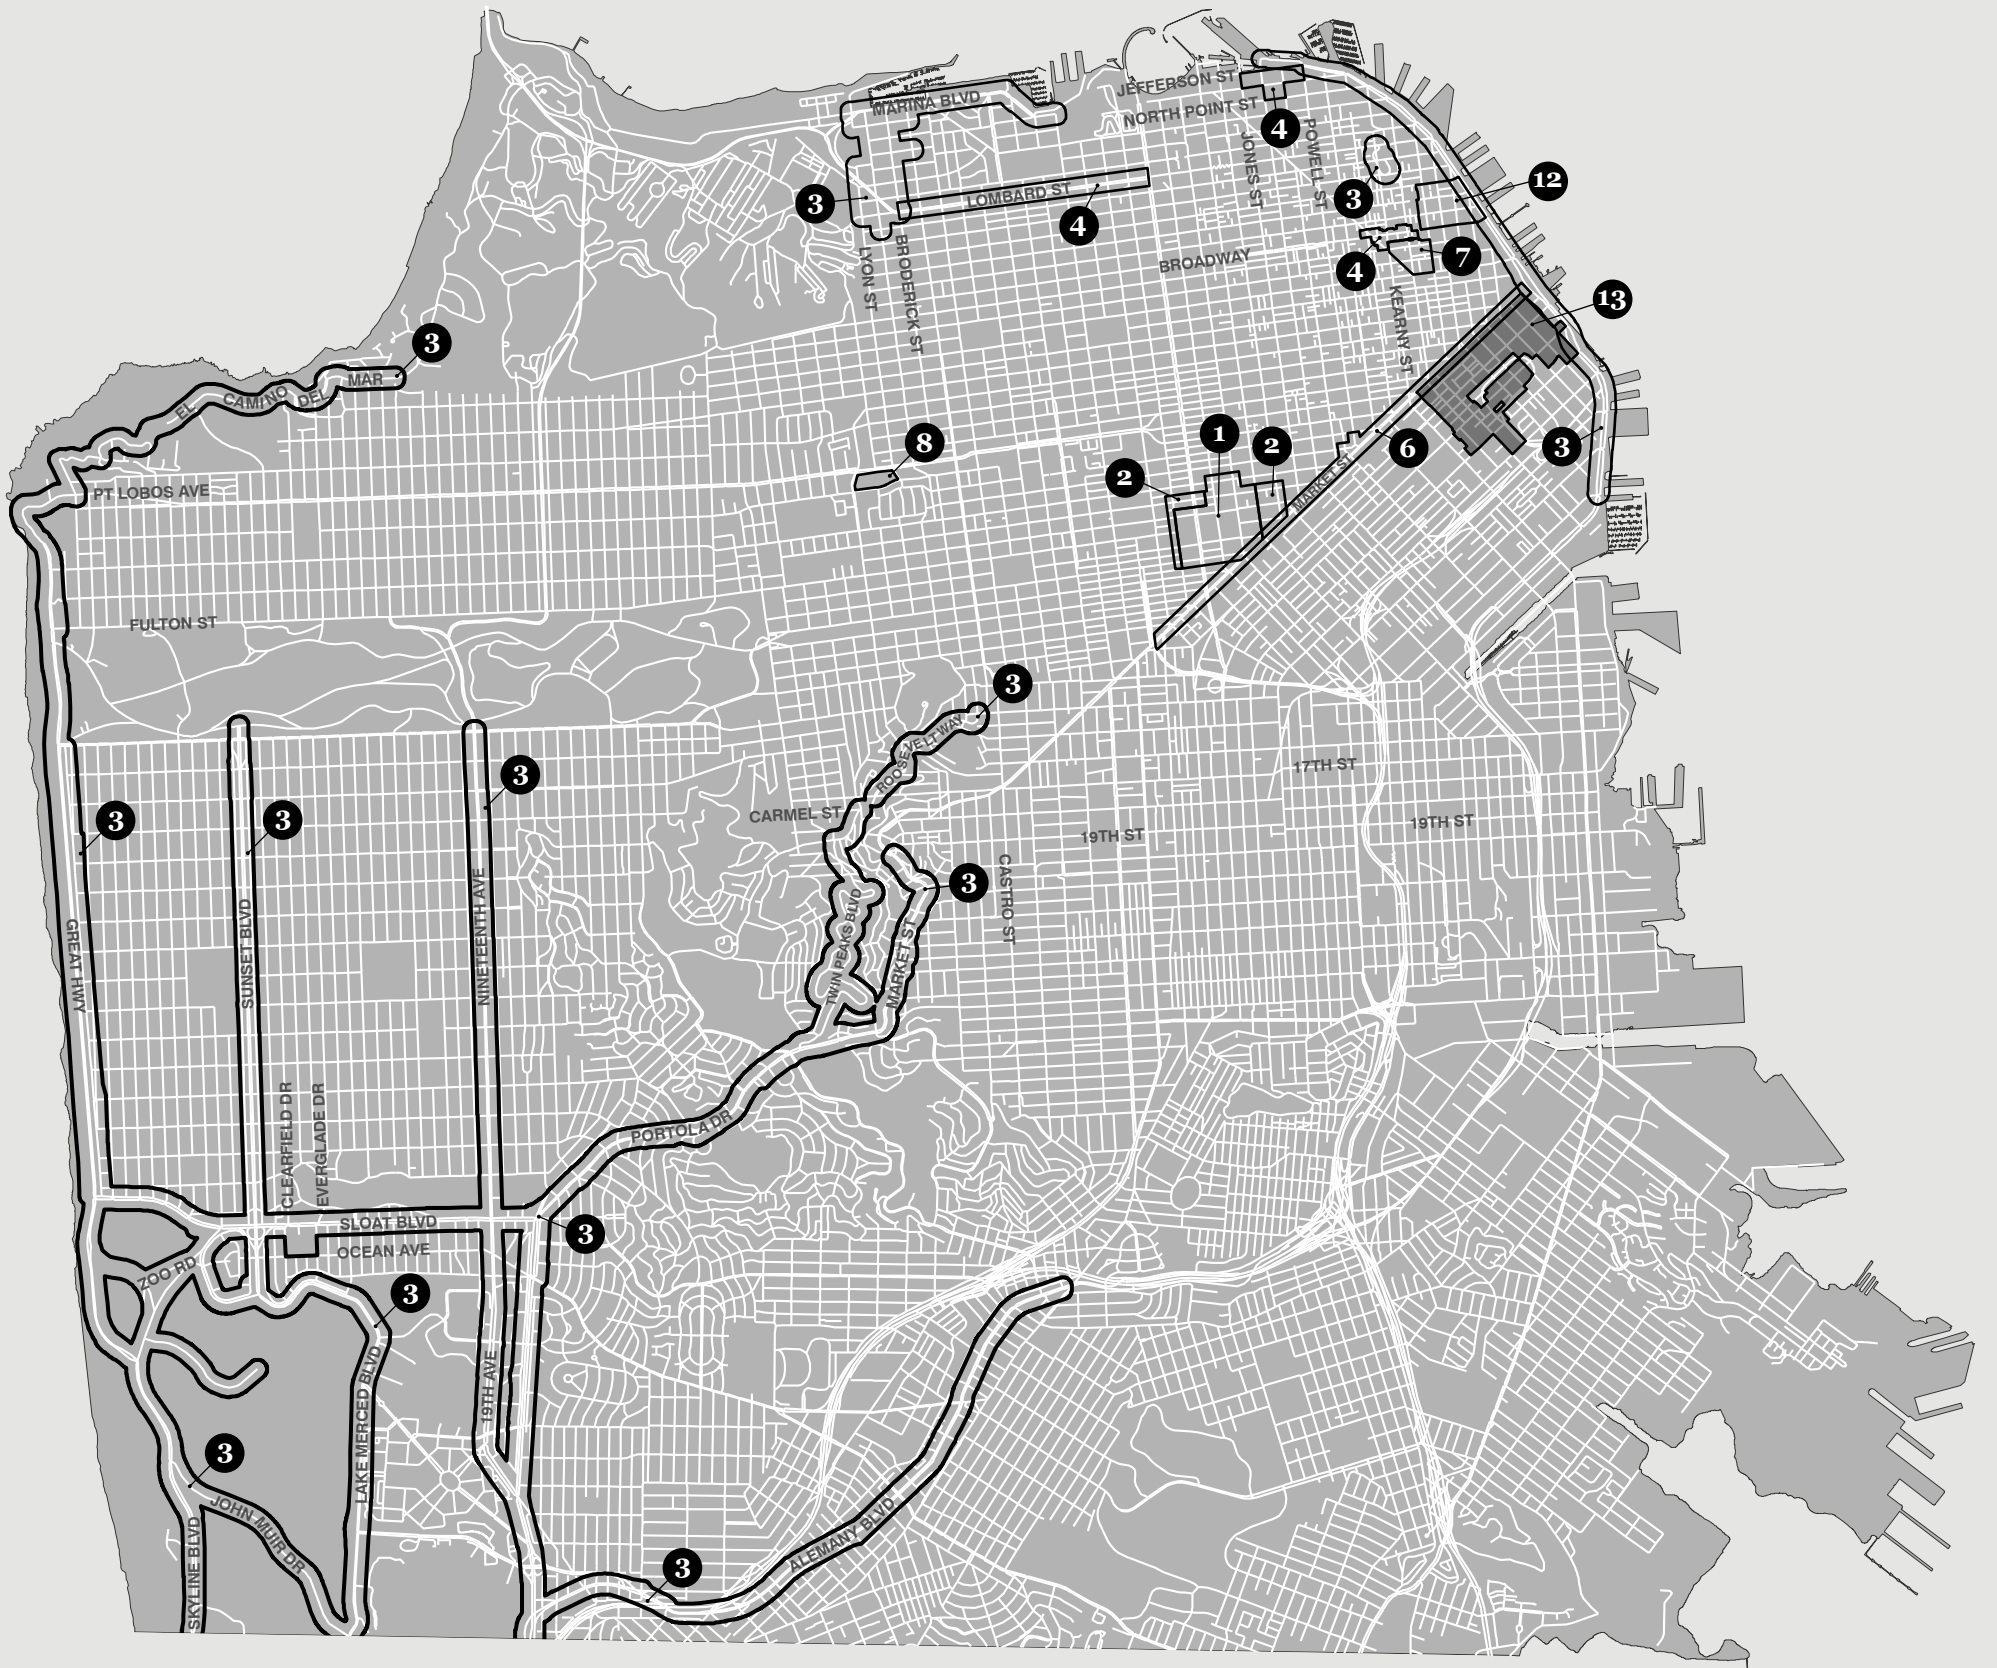 JEFFERSON ST
MARINA BLVD
NORTH POINT ST
4
POWELL ST
JONES ST
12
3
LOMBARD ST
3
4
BROADWAY
4
7
LYON ST
BRODERICK ST
KEARNY ST
13
3
EL CAMINO DEL MAR
8
1
2
6
3
2
MARKET ST
PT LOBOS AVE
FULTON ST
3
ROOSEVELT WAY
17TH ST
3
CARMEL ST
3
3
19TH ST
19TH ST
3
CASTRO ST
GREAT HWY
SUNSET BLVD
NINETEENTH AVE
TWIN PEAKS BLVD
MARKET ST
CLEARFIELD DR
EVERGLADE DR
PORTOLA DR
SLOAT BLVD
3
OCEAN AVE
ZOO RD
3
LAKE MERCED BLVD
19TH AVE
3
JOHN MUIR DR
SKYLINE BLVD
ALEMANY BLVD
3